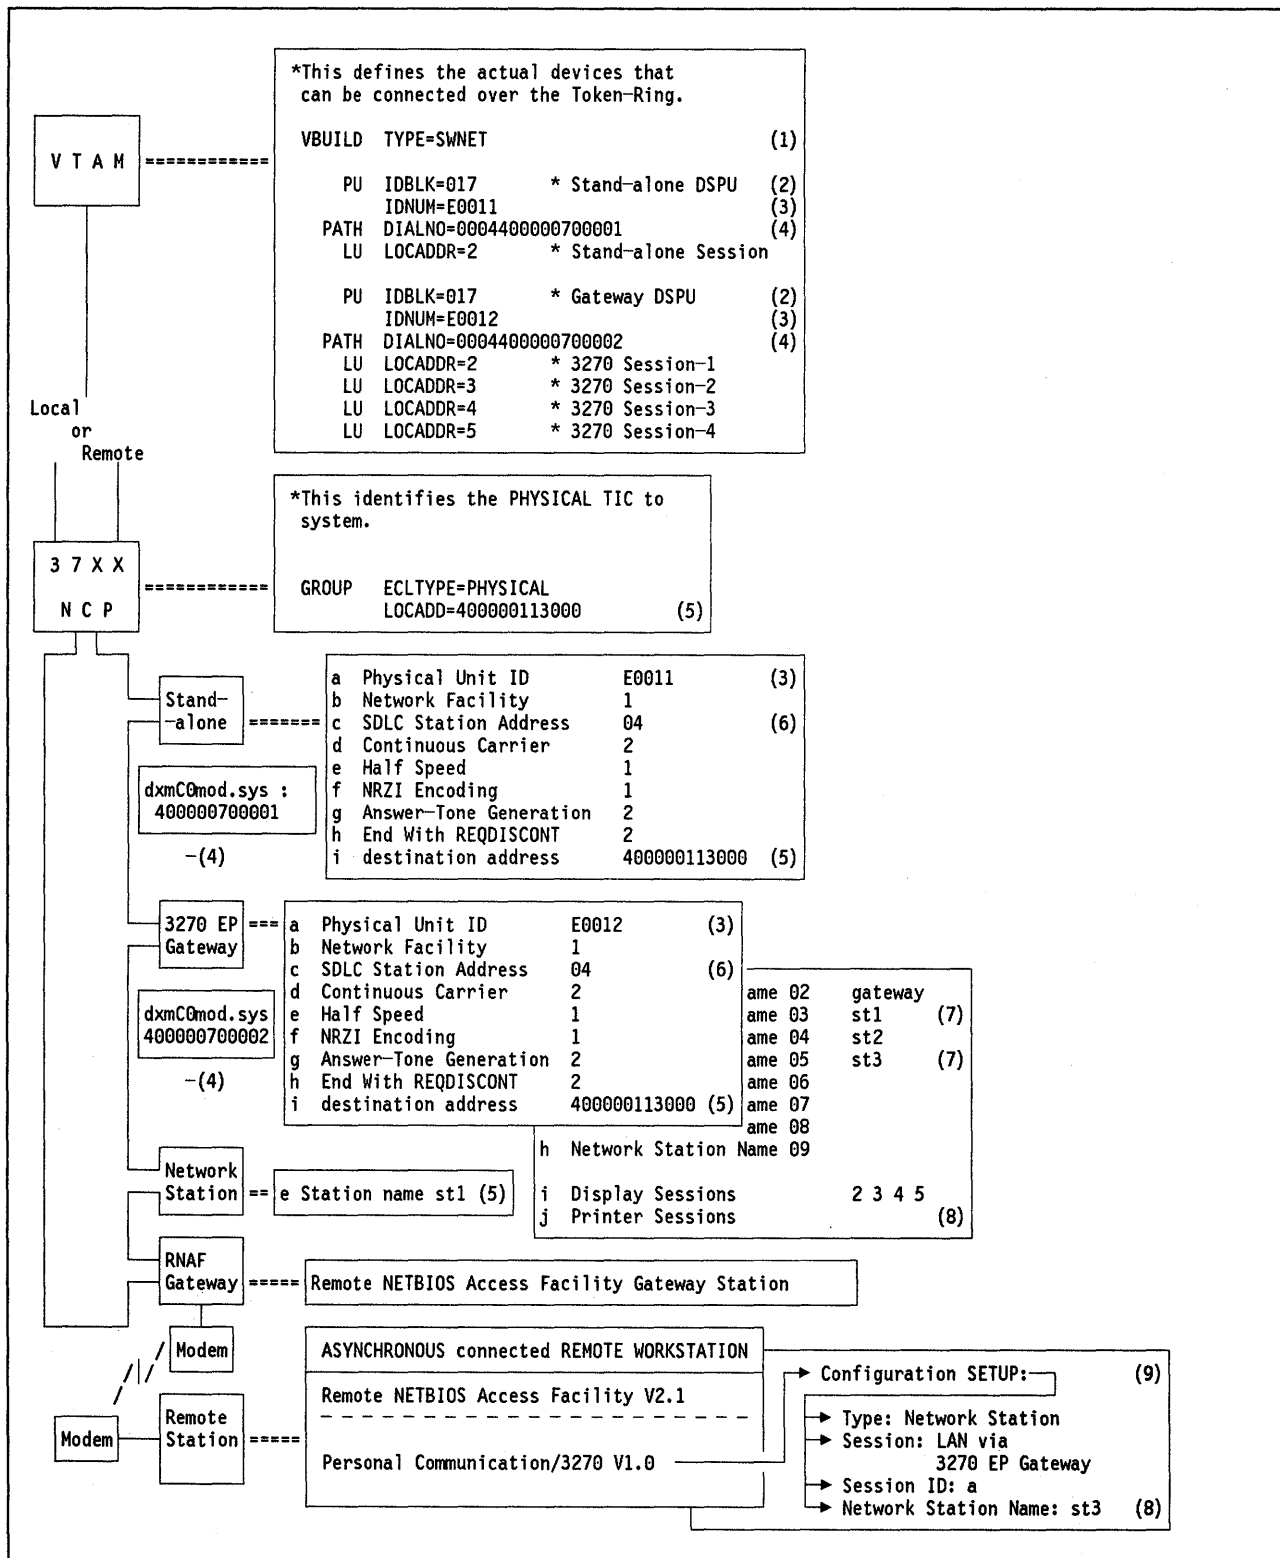 *This defines the actual devices that
can be connected over the Token-Ring.
VBUILD TYPE=SWNET (1)
V T A M ============
PU IDBLK=017 * Stand-alone DSPU (2)
IDNUM=E0011 (3)
PATH DIALNO=0004400000700001 (4)
LU LOCADDR=2 * Stand-alone Session
PU IDBLK=017 * Gateway DSPU (2)
IDNUM=E0012 (3)
PATH DIALNO=0004400000700002 (4)
LU LOCADDR=2 * 3270 Session-1
LU LOCADDR=3 * 3270 Session-2
LU LOCADDR=4 * 3270 Session-3
LU LOCADDR=5 * 3270 Session-4
Local
or
Remote
*This identifies the PHYSICAL TIC to
system.
3 7 X X
N C P
============
GROUP ECLTYPE=PHYSICAL
LOCADD=400000113000 (5)
Stand-
-alone =======
a Physical Unit ID E0011 (3)
b Network Facility 1
c SDLC Station Address 04 (6)
d Continuous Carrier 2
e Half Speed 1
f NRZI Encoding 1
g Answer-Tone Generation 2
h End With REQDISCONT 2
i destination address 400000113000 (5)
dxmC0mod.sys :
400000700001
-(4)
3270 EP ===
Gateway
a Physical Unit ID E0012 (3)
b Network Facility 1
c SDLC Station Address 04 (6)
d Continuous Carrier 2
e Half Speed 1
f NRZI Encoding 1
g Answer-Tone Generation 2
h End With REQDISCONT 2
i destination address 400000113000 (5)
dxmC0mod.sys
400000700002
-(4)
ame 02 gateway
ame 03 st1 (7)
ame 04 st2
ame 05 st3 (7)
ame 06
ame 07
ame 08
h Network Station Name 09
i Display Sessions 2 3 4 5
j Printer Sessions (8)
Network
Station == e Station name st1 (5)
RNAF
Gateway ===== Remote NETBIOS Access Facility Gateway Station
Modem
Modem
Remote
Station =====
ASYNCHRONOUS connected REMOTE WORKSTATION
Remote NETBIOS Access Facility V2.1
Personal Communication/3270 V1.0
Configuration SETUP: (9)
Type: Network Station
Session: LAN via
3270 EP Gateway
Session ID: a
Network Station Name: st3 (8)